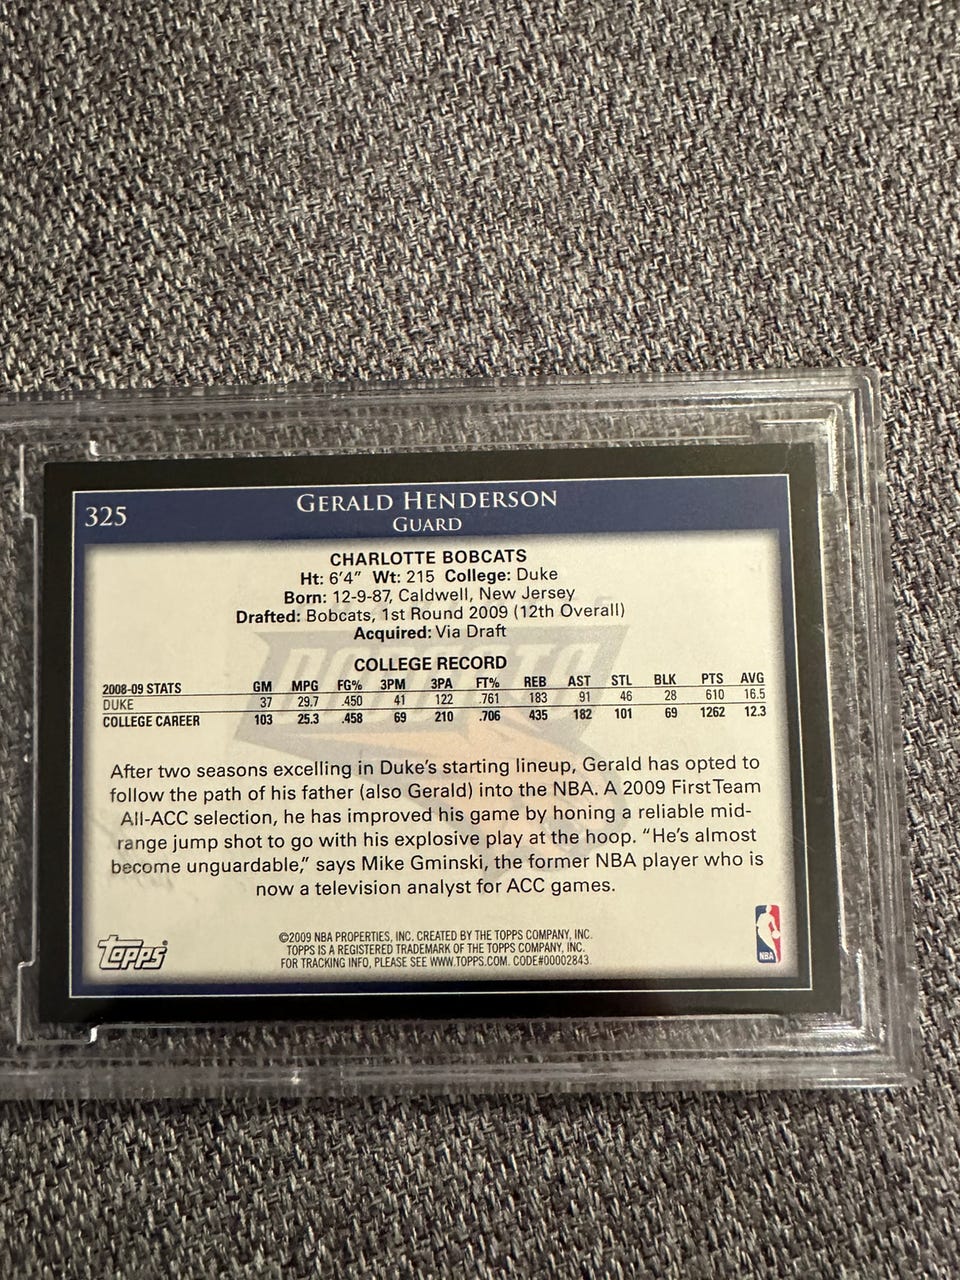 325
GERALD HENDERSON
GUARD
CHARLOTTE BOBCATS
Ht: 6'4" Wt: 215 College: Duke
Born: 12-9-87, Caldwell, New Jersey
Drafted: Bobcats, 1st Round 2009 (12th Overall)
Acquired: Via Draft
COLLEGE RECORD
2008-09 STATS GM MPG FG% 3PM 3PA FT% REB AST STL BLK PTS AVG
DUKE 37 29.7 .450 41 122 .761 183 91 46 28 610 16.5
COLLEGE CAREER 103 25.3 .458 69 210 .706 435 182 101 69 1262 12.3
After two seasons excelling in Duke's starting lineup, Gerald has opted to
follow the path of his father (also Gerald) into the NBA. A 2009 First Team
All-ACC selection, he has improved his game by honing a reliable mid-
range jump shot to go with his explosive play at the hoop. "He's almost
become unguardable," says Mike Gminski, the former NBA player who is
now a television analyst for ACC games.
Topps®
©2009 NBA PROPERTIES, INC. CREATED BY THE TOPPS COMPANY, INC.
TOPPS IS A REGISTERED TRADEMARK OF THE TOPPS COMPANY, INC.
FOR TRACKING INFO, PLEASE SEE WWW.TOPPS.COM. CODE#00002843.
NBA